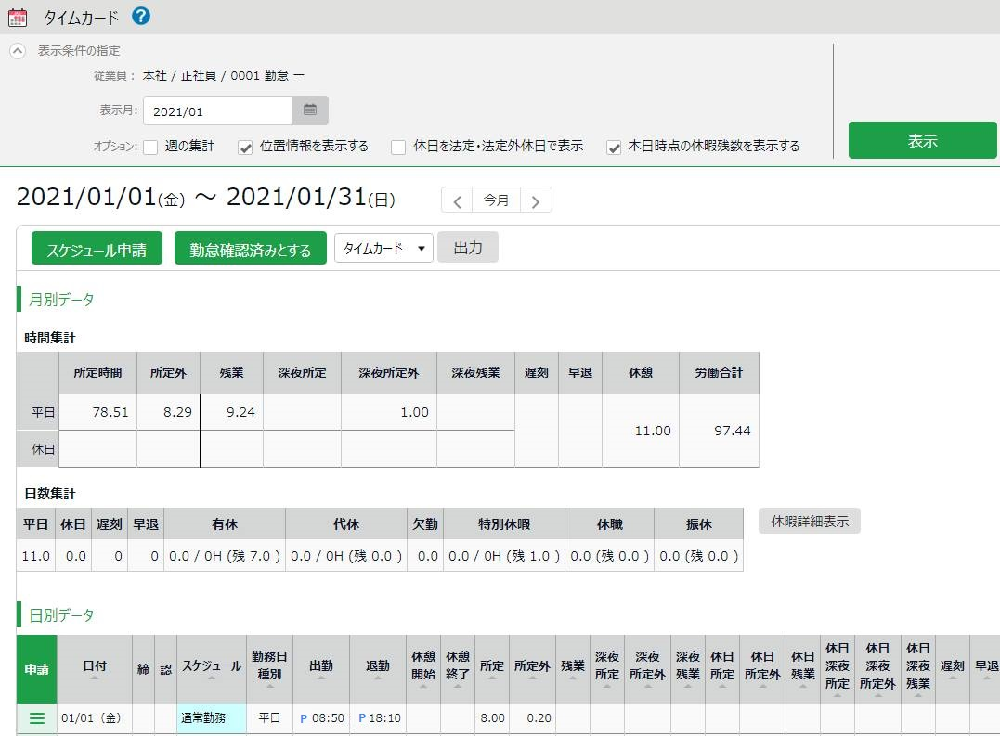 タイムカード ?
表示条件の指定
従業員： 本社 / 正社員 / 0001 勤怠 一
表示月: 2021/01
オプション: 週の集計 位置情報を表示する 休日を法定・法定外休日で表示 本日時点の休暇残数を表示する
表示
2021/01/01(金) ～ 2021/01/31(日)
今月
スケジュール申請 勤怠確認済みとする タイムカード 出力
月別データ
時間集計
所定時間 所定外 残業 深夜所定 深夜所定外 深夜残業 遅刻 早退 休憩 労働合計
平日 78.51 8.29 9.24 1.00
11.00 97.44
休日
日数集計
平日 休日 遅刻 早退 有休 代休 欠勤 特別休暇 休職 振休
休暇詳細表示
11.0 0.0 0 0 0.0 / 0H (残 7.0 ) 0.0 / 0H (残 0.0 ) 0.0 0.0 / 0H (残 1.0 ) 0.0 (残 0.0 ) 0.0 (残 0.0 )
日別データ
申請 日付 締 認 スケジュール 勤務日種別 出勤 退勤 休憩開始 休憩終了 所定 所定外 残業 深夜所定 深夜所定外 深夜残業 休日所定 休日所定外 休日残業 休日深夜所定 休日深夜所定外 休日深夜残業 遅刻 早退
01/01（金） 通常勤務 平日 P 08:50 P 18:10 8.00 0.20